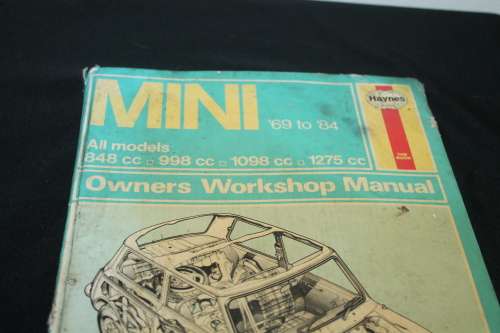 MINI '69 to '84
Haynes
All models
848 cc □ 998 cc □ 1098 cc □ 1275 cc
Owners Workshop Manual